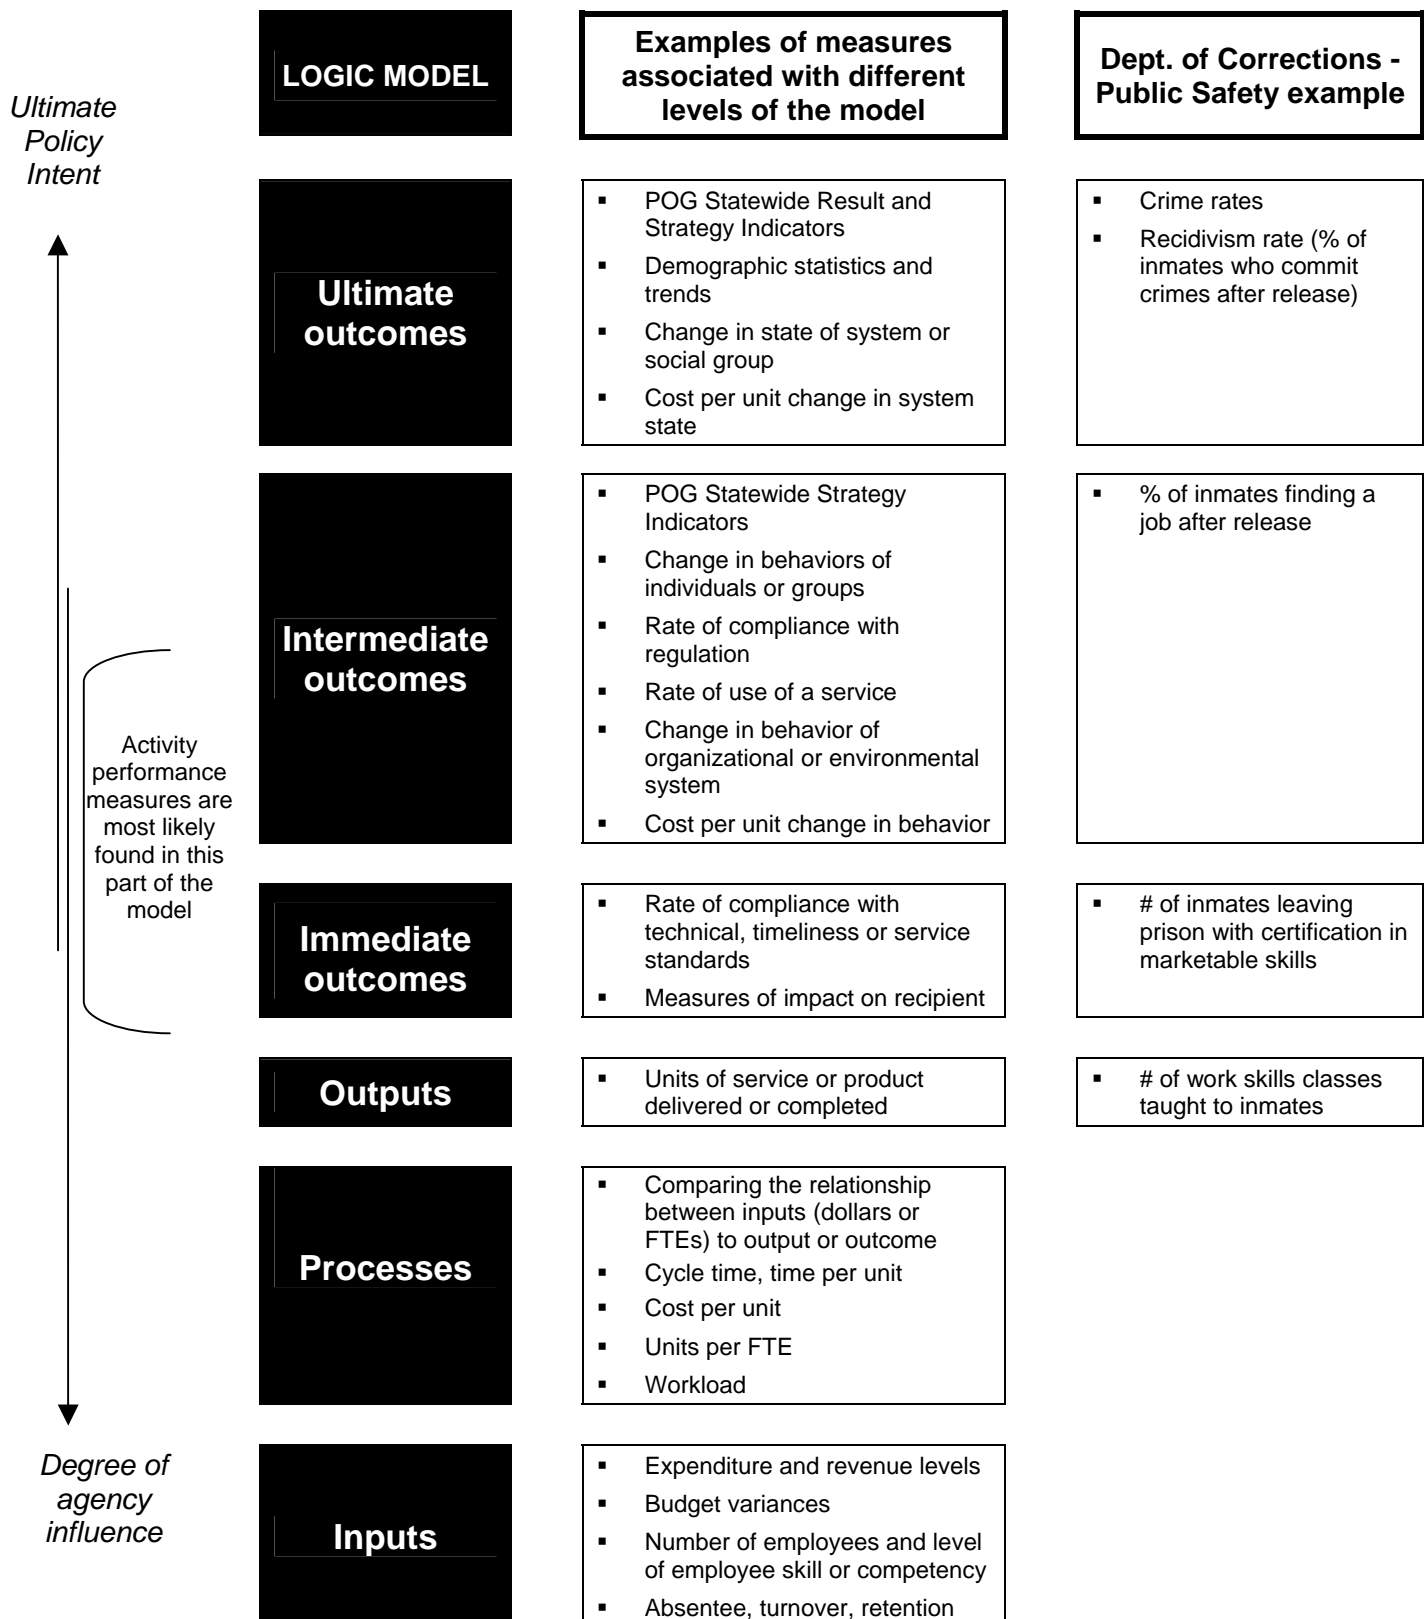 LOGIC MODEL
Examples of measures
associated with different
levels of the model
Dept. of Corrections -
Public Safety example
Ultimate
Policy
Intent
Ultimate
outcomes
▪ POG Statewide Result and
Strategy Indicators
▪ Demographic statistics and
trends
▪ Change in state of system or
social group
▪ Cost per unit change in system
state
▪ Crime rates
▪ Recidivism rate (% of
inmates who commit
crimes after release)
Intermediate
outcomes
▪ POG Statewide Strategy
Indicators
▪ Change in behaviors of
individuals or groups
▪ Rate of compliance with
regulation
▪ Rate of use of a service
▪ Change in behavior of
organizational or environmental
system
▪ Cost per unit change in behavior
▪ % of inmates finding a
job after release
Activity
performance
measures are
most likely
found in this
part of the
model
Immediate
outcomes
▪ Rate of compliance with
technical, timeliness or service
standards
▪ Measures of impact on recipient
▪ # of inmates leaving
prison with certification in
marketable skills
Outputs
▪ Units of service or product
delivered or completed
▪ # of work skills classes
taught to inmates
Processes
▪ Comparing the relationship
between inputs (dollars or
FTEs) to output or outcome
▪ Cycle time, time per unit
▪ Cost per unit
▪ Units per FTE
▪ Workload
Degree of
agency
influence
Inputs
▪ Expenditure and revenue levels
▪ Budget variances
▪ Number of employees and level
of employee skill or competency
▪ Absentee, turnover, retention